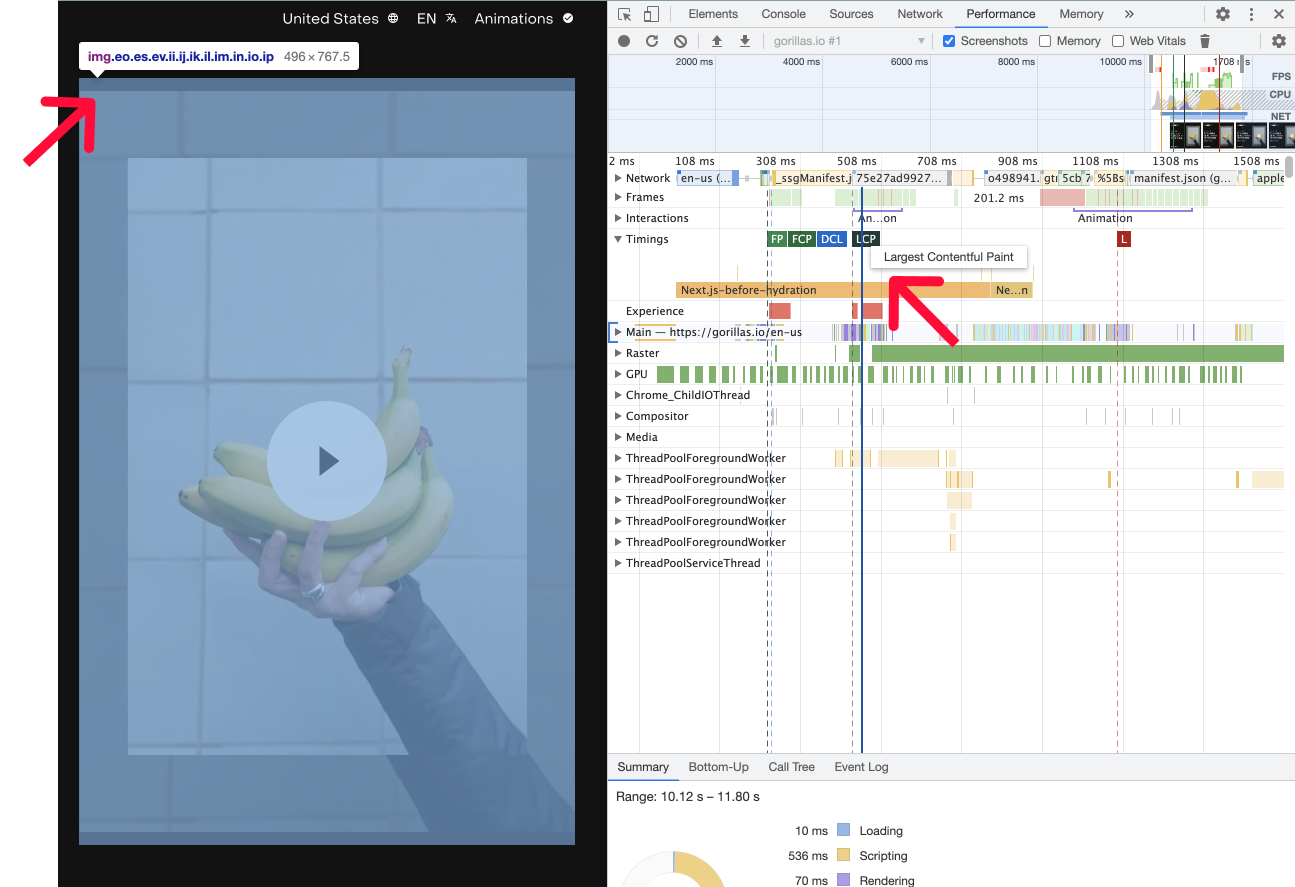 United States EN Animations
img.eo.es.ev.ii.ij.ik.il.im.in.io.ip 496 × 767.5
Elements Console Sources Network Performance Memory
gorillas.io #1 Screenshots Memory Web Vitals
2000 ms 4000 ms 6000 ms 8000 ms 10000 ms
FPS
CPU
NET
2 ms 108 ms 308 ms 508 ms 708 ms 908 ms 1108 ms 1308 ms 1508 ms
Network en-us (... _ssgManifest.j 75e27ad9927... o498941. 5cb %5Bs manifest.json (g... apple
Frames 201.2 ms
Interactions An...on Animation
Timings FP FCP DCL LCP L
Largest Contentful Paint
Next.js-before-hydration Ne...n
Experience
Main — https://gorillas.io/en-us
Raster
GPU
Chrome_ChildIOThread
Compositor
Media
ThreadPoolForegroundWorker
ThreadPoolForegroundWorker
ThreadPoolForegroundWorker
ThreadPoolForegroundWorker
ThreadPoolForegroundWorker
ThreadPoolServiceThread
Summary Bottom-Up Call Tree Event Log
Range: 10.12 s – 11.80 s
10 ms Loading
536 ms Scripting
70 ms Rendering